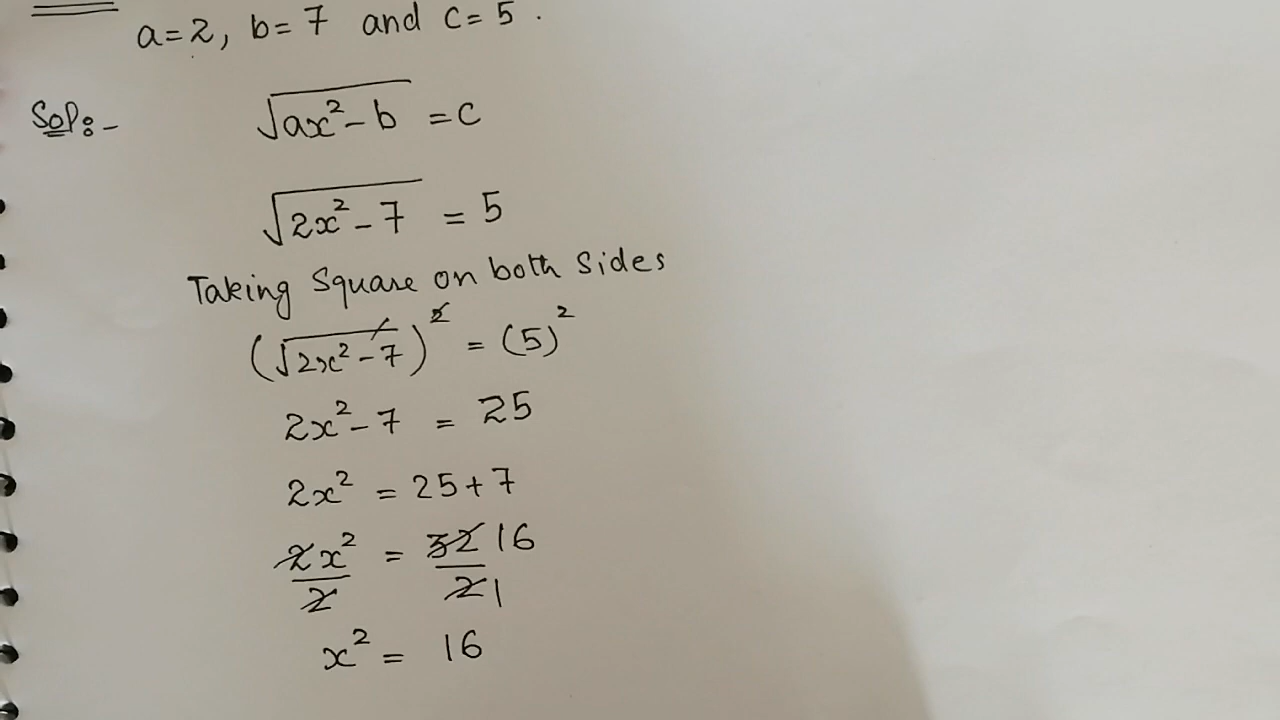 a=2, b=7 and c=5.
Sol:-
√(ax²-b) = c
√(2x²-7) = 5
Taking Square on both Sides
(√(2x²-7))² = (5)²
2x²-7 = 25
2x² = 25+7
2x²/2 = 32/2 16 1
x² = 16